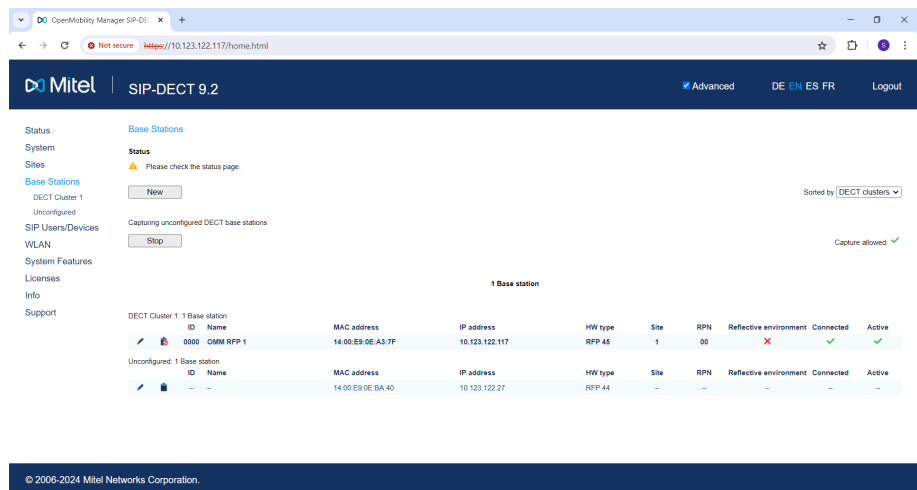 OpenMobility Manager SIP-DE
Not secure https://10.123.122.117/home.html
Mitel SIP-DECT 9.2 Advanced DE EN ES FR Logout
Status
System
Sites
Base Stations
DECT Cluster 1
Unconfigured
SIP Users/Devices
WLAN
System Features
Licenses
Info
Support
Base Stations
Status
Please check the status page.
New Sorted by DECT clusters
Capturing unconfigured DECT base stations
Stop Capture allowed:
1 Base station
DECT Cluster 1: 1 Base station
ID Name MAC address IP address HW type Site RPN Reflective environment Connected Active
0000 OMM RFP 1 14:00:E9:0E:A3:7F 10.123.122.117 RFP 45 1 00
Unconfigured: 1 Base station
ID Name MAC address IP address HW type Site RPN Reflective environment Connected Active
– – 14:00:E9:0E:BA:40 10.123.122.27 RFP 44 – – – – –
© 2006-2024 Mitel Networks Corporation.